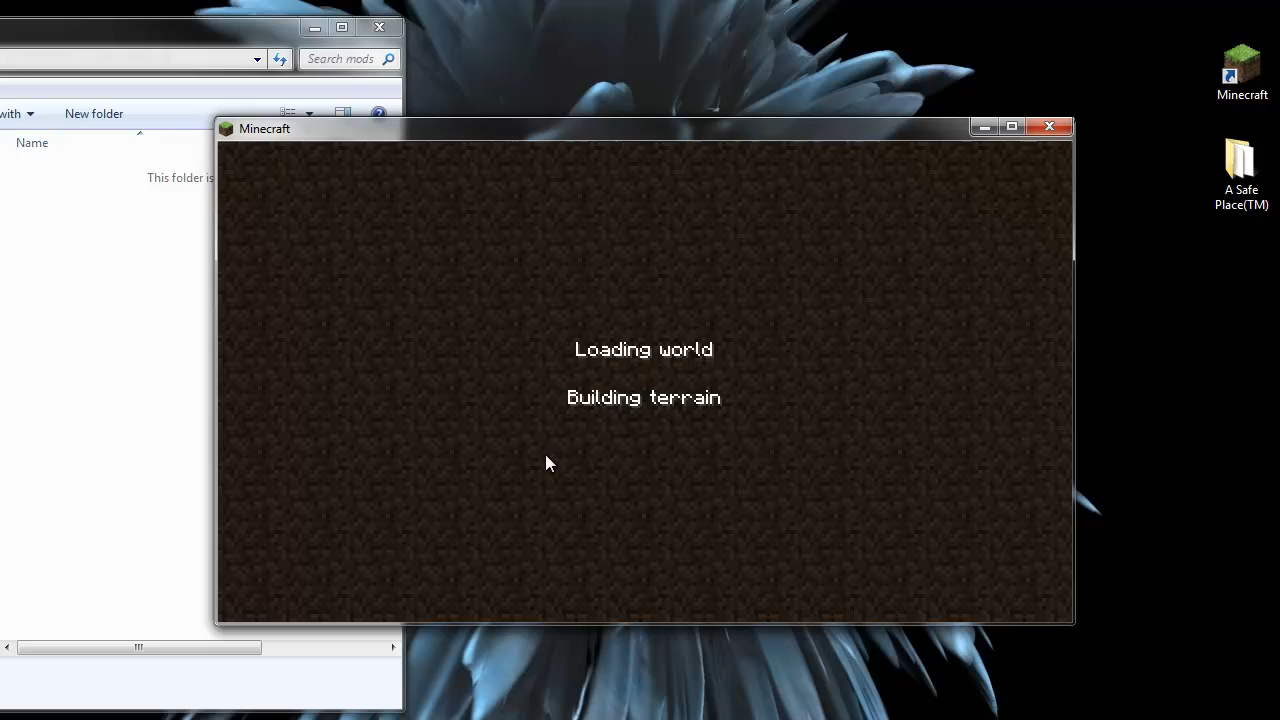 Search mods
with
New folder
Name
This folder is
Minecraft
Loading world
Building terrain
Minecraft
A Safe
Place(TM)